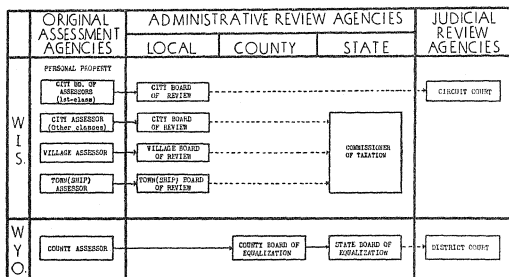 ORIGINAL ASSESSMENT AGENCIES
ADMINISTRATIVE REVIEW AGENCIES
JUDICIAL REVIEW AGENCIES
LOCAL
COUNTY
STATE
WIS.
PERSONAL PROPERTY
CITY BD. OF
ASSESSORS
(1st-class)
CITY BOARD
OF REVIEW
CIRCUIT COURT
CITY ASSESSOR
(Other classes)
CITY BOARD
OF REVIEW
COMMISSIONER
OF TAXATION
VILLAGE ASSESSOR
VILLAGE BOARD
OF REVIEW
TOWN(SHIP)
ASSESSOR
TOWN(SHIP) BOARD
OF REVIEW
WYO.
COUNTY ASSESSOR
COUNTY BOARD OF
EQUALIZATION
STATE BOARD OF
EQUALIZATION
DISTRICT COURT